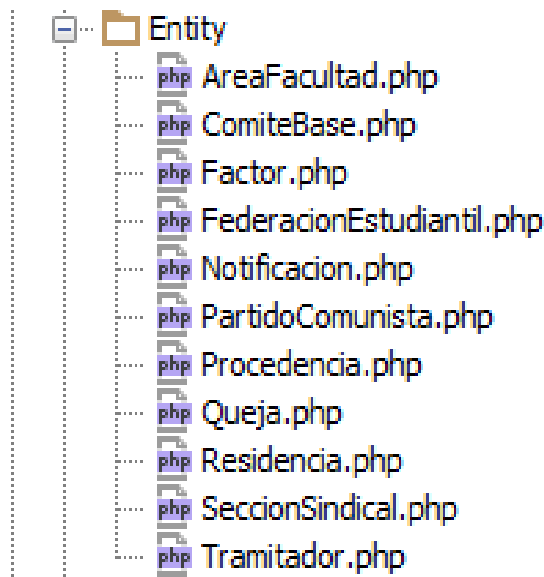 Entity
php AreaFacultad.php
php ComiteBase.php
php Factor.php
php FederacionEstudiantil.php
php Notificacion.php
php PartidoComunista.php
php Procedencia.php
php Queja.php
php Residencia.php
php SeccionSindical.php
php Tramitador.php